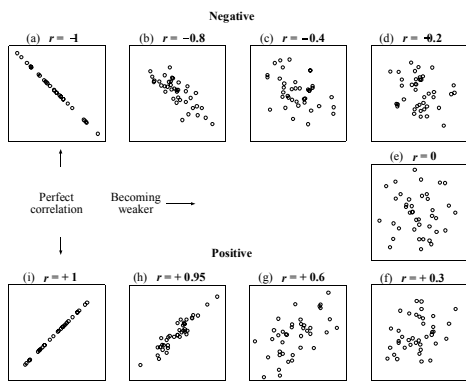 Negative
(a) r = −1
(b) r = −0.8
(c) r = −0.4
(d) r = −0.2
(e) r = 0
Perfect
correlation
Becoming
weaker
Positive
(i) r = + 1
(h) r = + 0.95
(g) r = + 0.6
(f) r = + 0.3